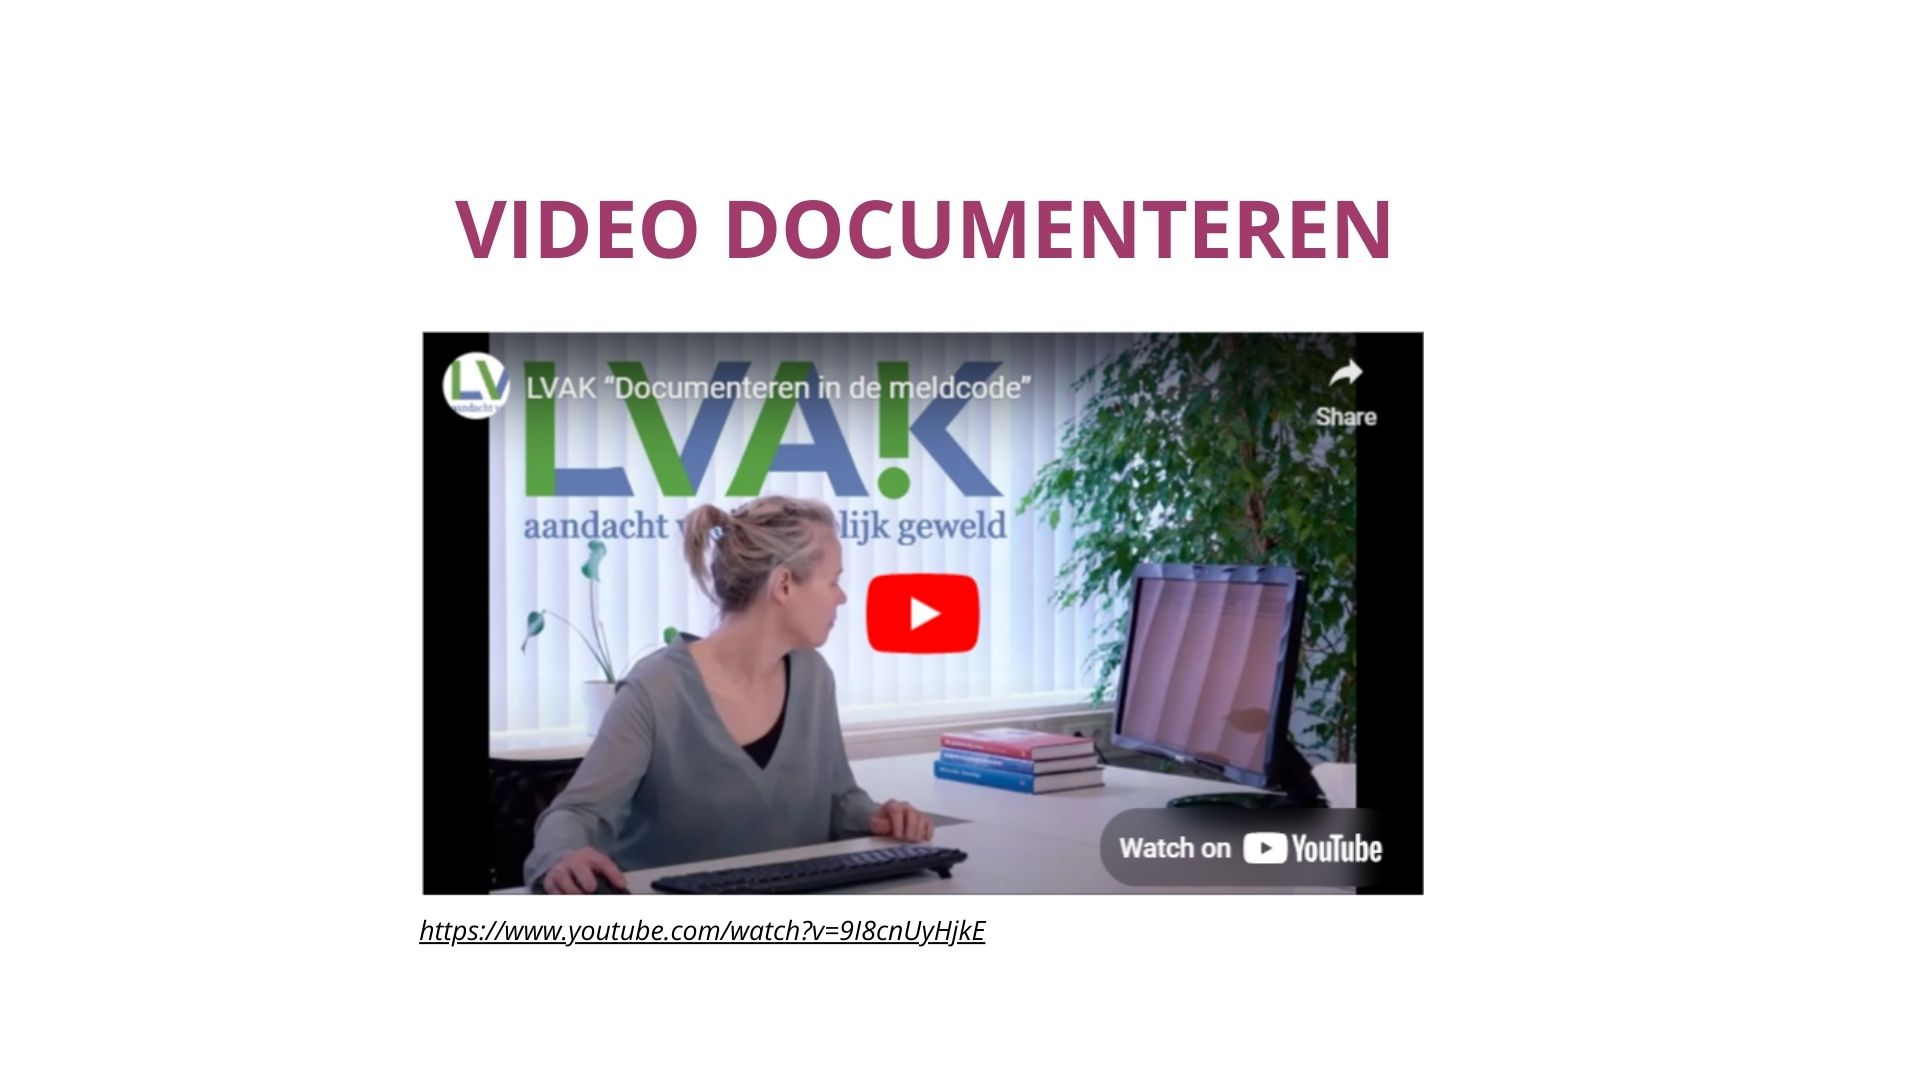 VIDEO DOCUMENTEREN
LVAK “Documenteren in de meldcode”
Share
LVAK
aandacht lijk geweld
Watch on YouTube
https://www.youtube.com/watch?v=9I8cnUyHjkE